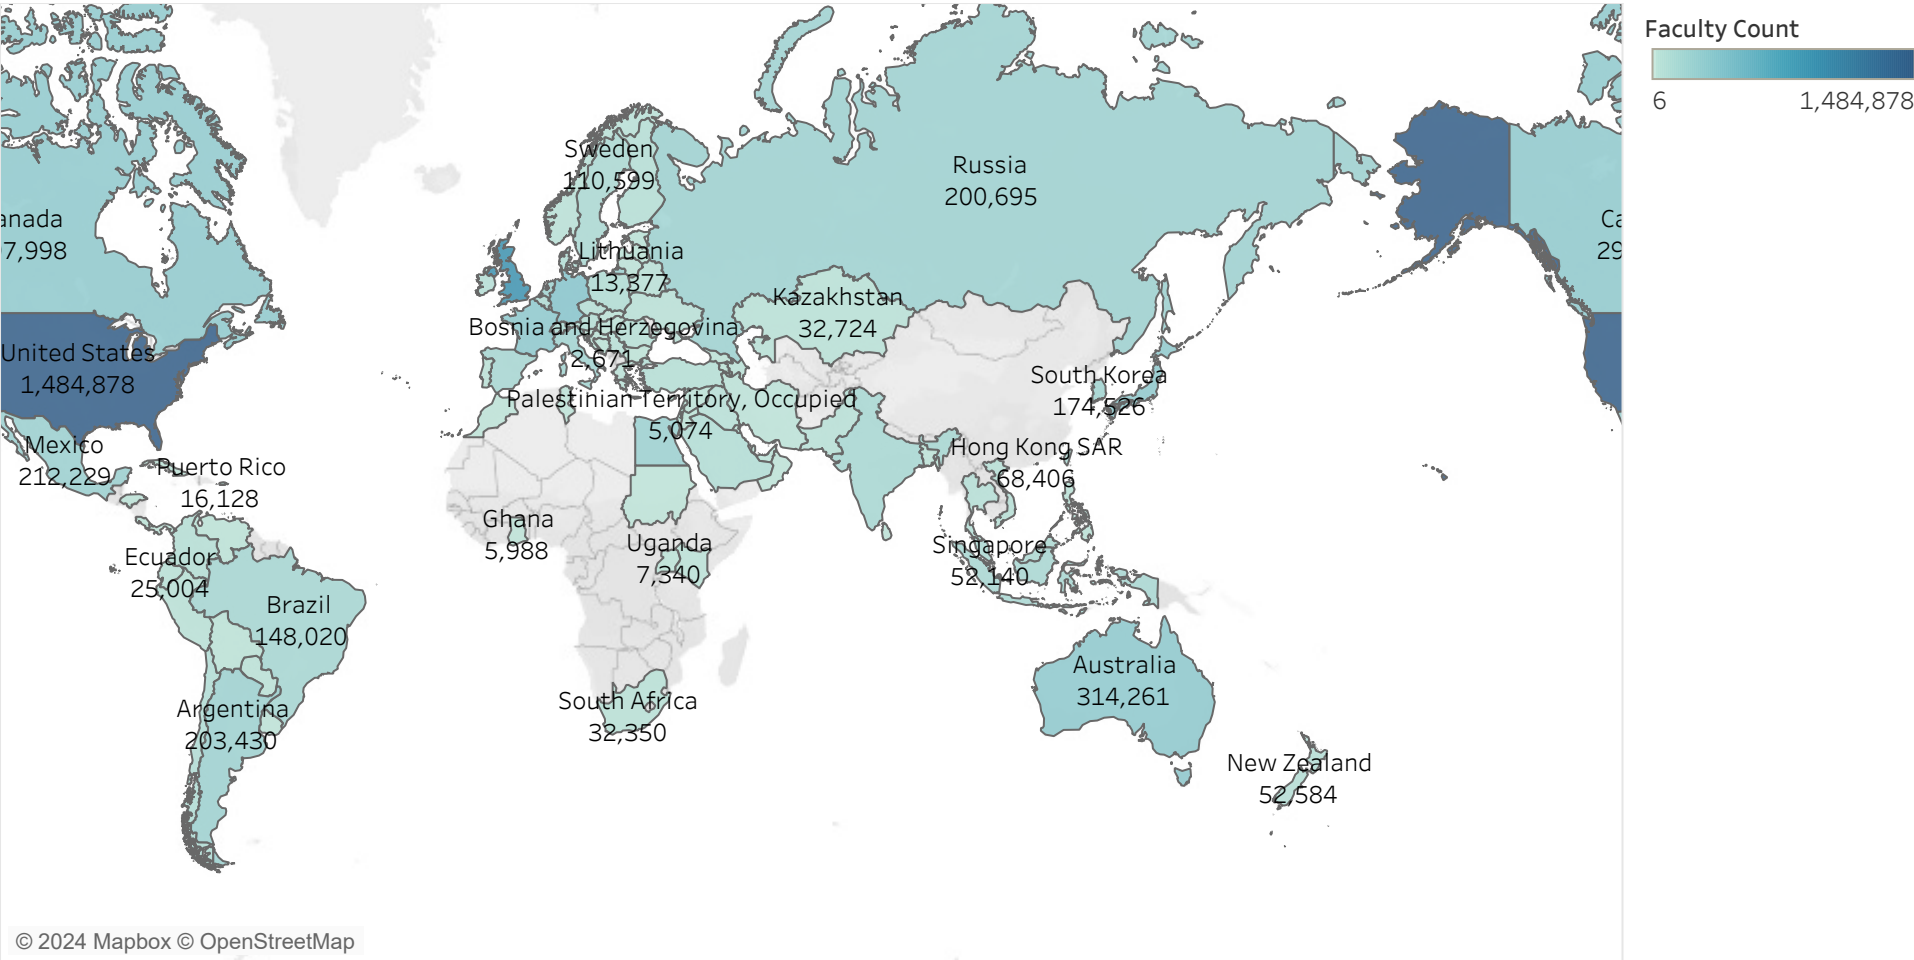 Faculty Count
6 1,484,878
Sweden
110,599
Russia
200,695
anada
7,998
Ca
29
Lithuania
13,377
Kazakhstan
32,724
Bosnia and Herzegovina
2,671
United States
1,484,878
South Korea
174,526
Palestinian Territory, Occupied
5,074
Mexico
212,229
Puerto Rico
16,128
Hong Kong SAR
68,406
Ghana
5,988
Uganda
7,340
Singapore
52,140
Ecuador
25,004
Brazil
148,020
Australia
314,261
Argentina
203,430
South Africa
32,350
New Zealand
52,584
© 2024 Mapbox © OpenStreetMap